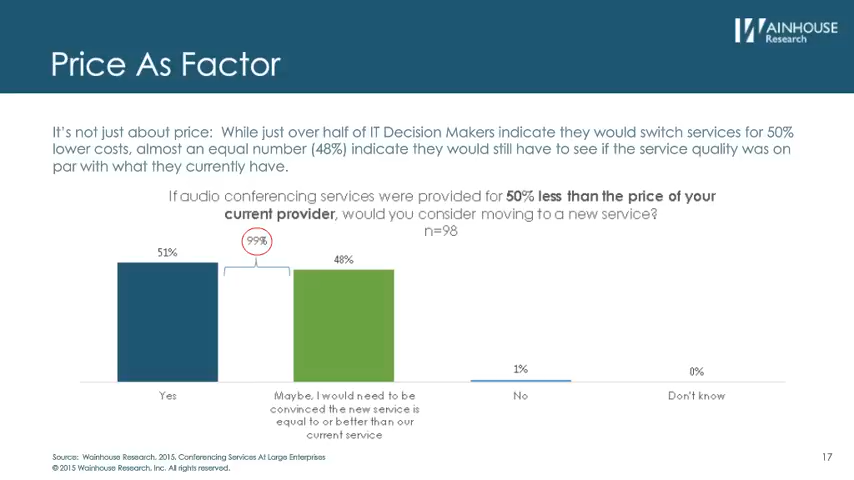 WAINHOUSE
Research
Price As Factor
It's not just about price: While just over half of IT Decision Makers indicate they would switch services for 50%
lower costs, almost an equal number (48%) indicate they would still have to see if the service quality was on
par with what they currently have.
If audio conferencing services were provided for 50% less than the price of your
current provider, would you consider moving to a new service?
n=98
99%
51%
48%
1%
0%
Yes
Maybe, I would need to be
convinced the new service is
equal to or better than our
current service
No
Don't know
Source: Wainhouse Research, 2015, Conferencing Services At Large Enterprises
© 2015 Wainhouse Research, Inc. All rights reserved.
17